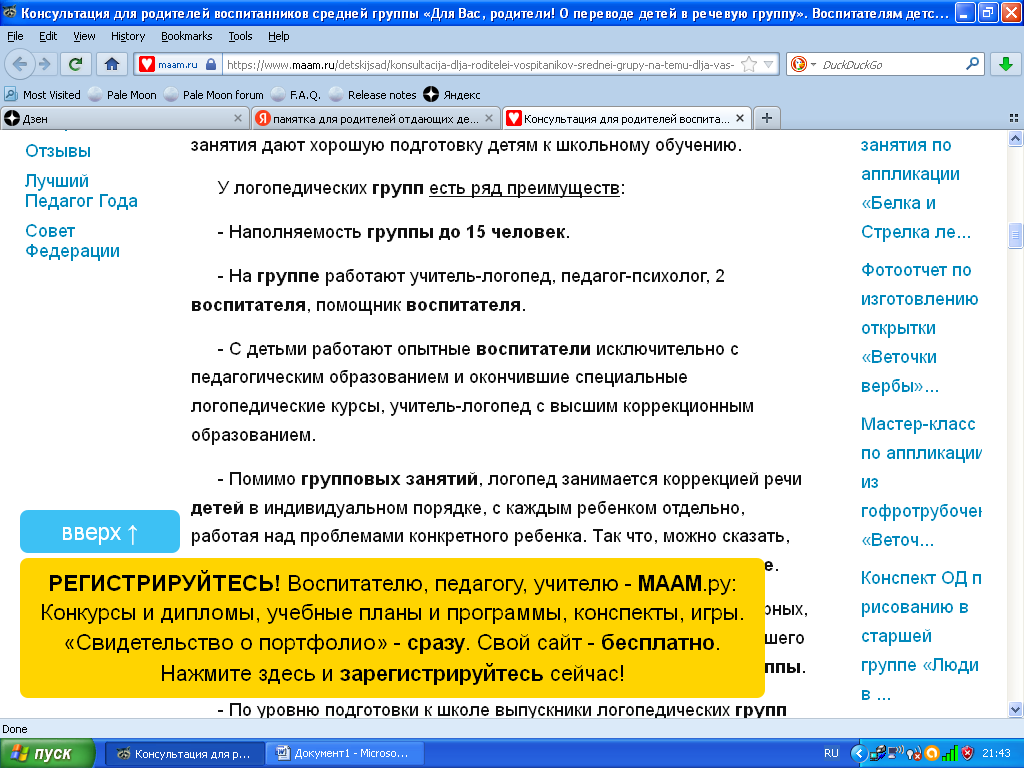 Консультация для родителей воспитанников средней группы «Для Вас, родители! О переводе детей в речевую группу». Воспитателям детс...
File Edit View History Bookmarks Tools Help
maam.ru https://www.maam.ru/detskijsad/konsultacija-dlja-roditelei-vospitanikov-srednei-grupy-na-temu-dlja-vas- DuckDuckGo
Most Visited Pale Moon Pale Moon forum F.A.Q. Release notes Яндекс
Дзен памятка для родителей отдающих де... Консультация для родителей воспита...
Отзывы
Лучший
Педагог Года
Совет
Федерации
занятия дают хорошую подготовку детям к школьному обучению.
У логопедических групп есть ряд преимуществ:
- Наполняемость группы до 15 человек.
- На группе работают учитель-логопед, педагог-психолог, 2
воспитателя, помощник воспитателя.
- С детьми работают опытные воспитатели исключительно с
педагогическим образованием и окончившие специальные
логопедические курсы, учитель-логопед с высшим коррекционным
образованием.
- Помимо групповых занятий, логопед занимается коррекцией речи
детей в индивидуальном порядке, с каждым ребенком отдельно,
работая над проблемами конкретного ребенка. Так что, можно сказать,
е.
рных,
шего
ппы.
- По уровню подготовки к школе выпускники логопедических групп
вверх ↑
РЕГИСТРИРУЙТЕСЬ! Воспитателю, педагогу, учителю - МААМ.ру:
Конкурсы и дипломы, учебные планы и программы, конспекты, игры.
«Свидетельство о портфолио» - сразу. Свой сайт - бесплатно.
Нажмите здесь и зарегистрируйтесь сейчас!
занятия по
аппликации
«Белка и
Стрелка ле...
Фотоотчет по
изготовлению
открытки
«Веточки
вербы»...
Мастер-класс
по аппликации
из
гофротрубочек
«Веточ...
Конспект ОД п
рисованию в
старшей
группе «Люди
в ...
Done
пуск Консультация для р... Документ1 - Microso... RU 21:43